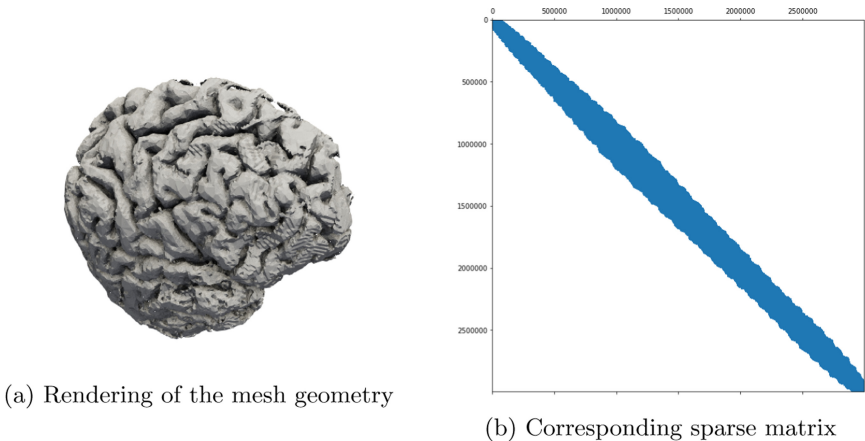 0 500000 1000000 1500000 2000000 2500000
0
500000
1000000
1500000
2000000
2500000
(a) Rendering of the mesh geometry
(b) Corresponding sparse matrix